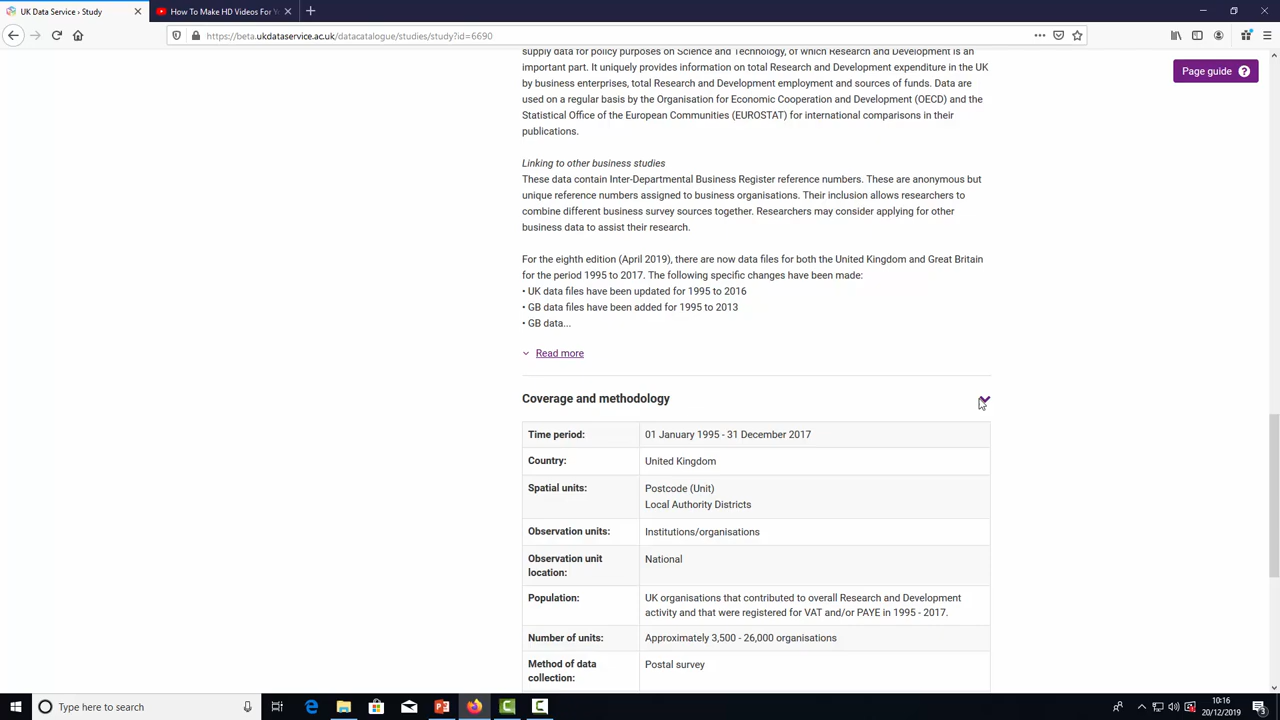 UK Data Service › Study
How To Make HD Videos For Y
https://beta.ukdataservice.ac.uk/datacatalogue/studies/study?id=6690
Page guide ?
supply data for policy purposes on Science and Technology, of which Research and Development is an
important part. It uniquely provides information on total Research and Development expenditure in the UK
by business enterprises, total Research and Development employment and sources of funds. Data are
used on a regular basis by the Organisation for Economic Cooperation and Development (OECD) and the
Statistical Office of the European Communities (EUROSTAT) for international comparisons in their
publications.
Linking to other business studies
These data contain Inter-Departmental Business Register reference numbers. These are anonymous but
unique reference numbers assigned to business organisations. Their inclusion allows researchers to
combine different business survey sources together. Researchers may consider applying for other
business data to assist their research.
For the eighth edition (April 2019), there are now data files for both the United Kingdom and Great Britain
for the period 1995 to 2017. The following specific changes have been made:
• UK data files have been updated for 1995 to 2016
• GB data files have been added for 1995 to 2013
• GB data...
Read more
Coverage and methodology
Time period: 01 January 1995 - 31 December 2017
Country: United Kingdom
Spatial units: Postcode (Unit)
Local Authority Districts
Observation units: Institutions/organisations
Observation unit National
location:
Population: UK organisations that contributed to overall Research and Development
activity and that were registered for VAT and/or PAYE in 1995 - 2017.
Number of units: Approximately 3,500 - 26,000 organisations
Method of data Postal survey
collection:
Type here to search
10:16
20/12/2019